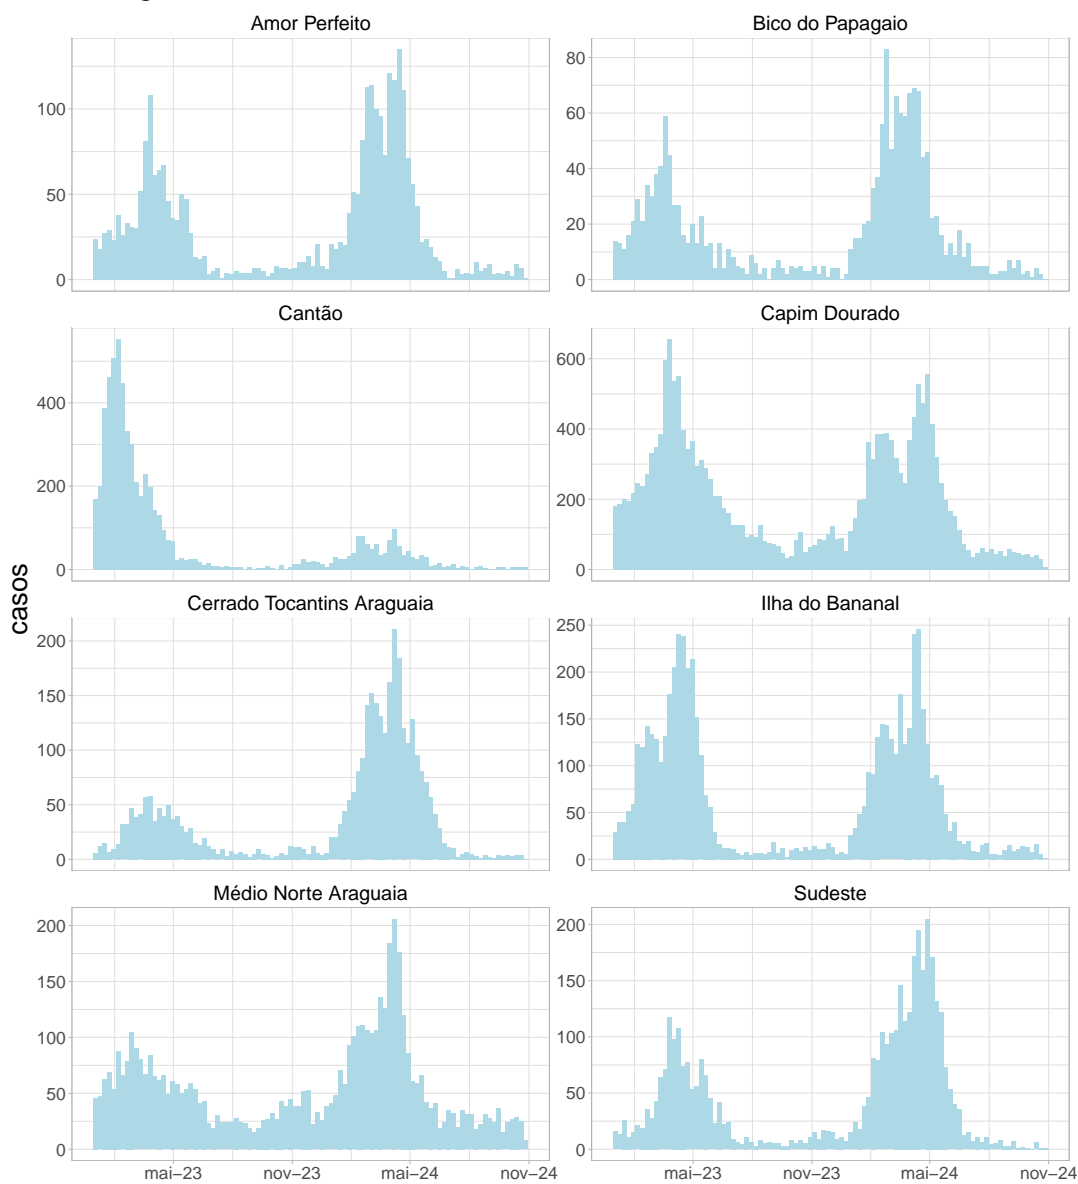 Amor Perfeito
Bico do Papagaio
100
50
0
80
60
40
20
0
Cantão
Capim Dourado
400
200
0
600
400
200
0
casos
Cerrado Tocantins Araguaia
Ilha do Bananal
200
150
100
50
0
250
200
150
100
50
0
Médio Norte Araguaia
Sudeste
200
150
100
50
0
200
150
100
50
0
mai–23
nov–23
mai–24
nov–24
mai–23
nov–23
mai–24
nov–24